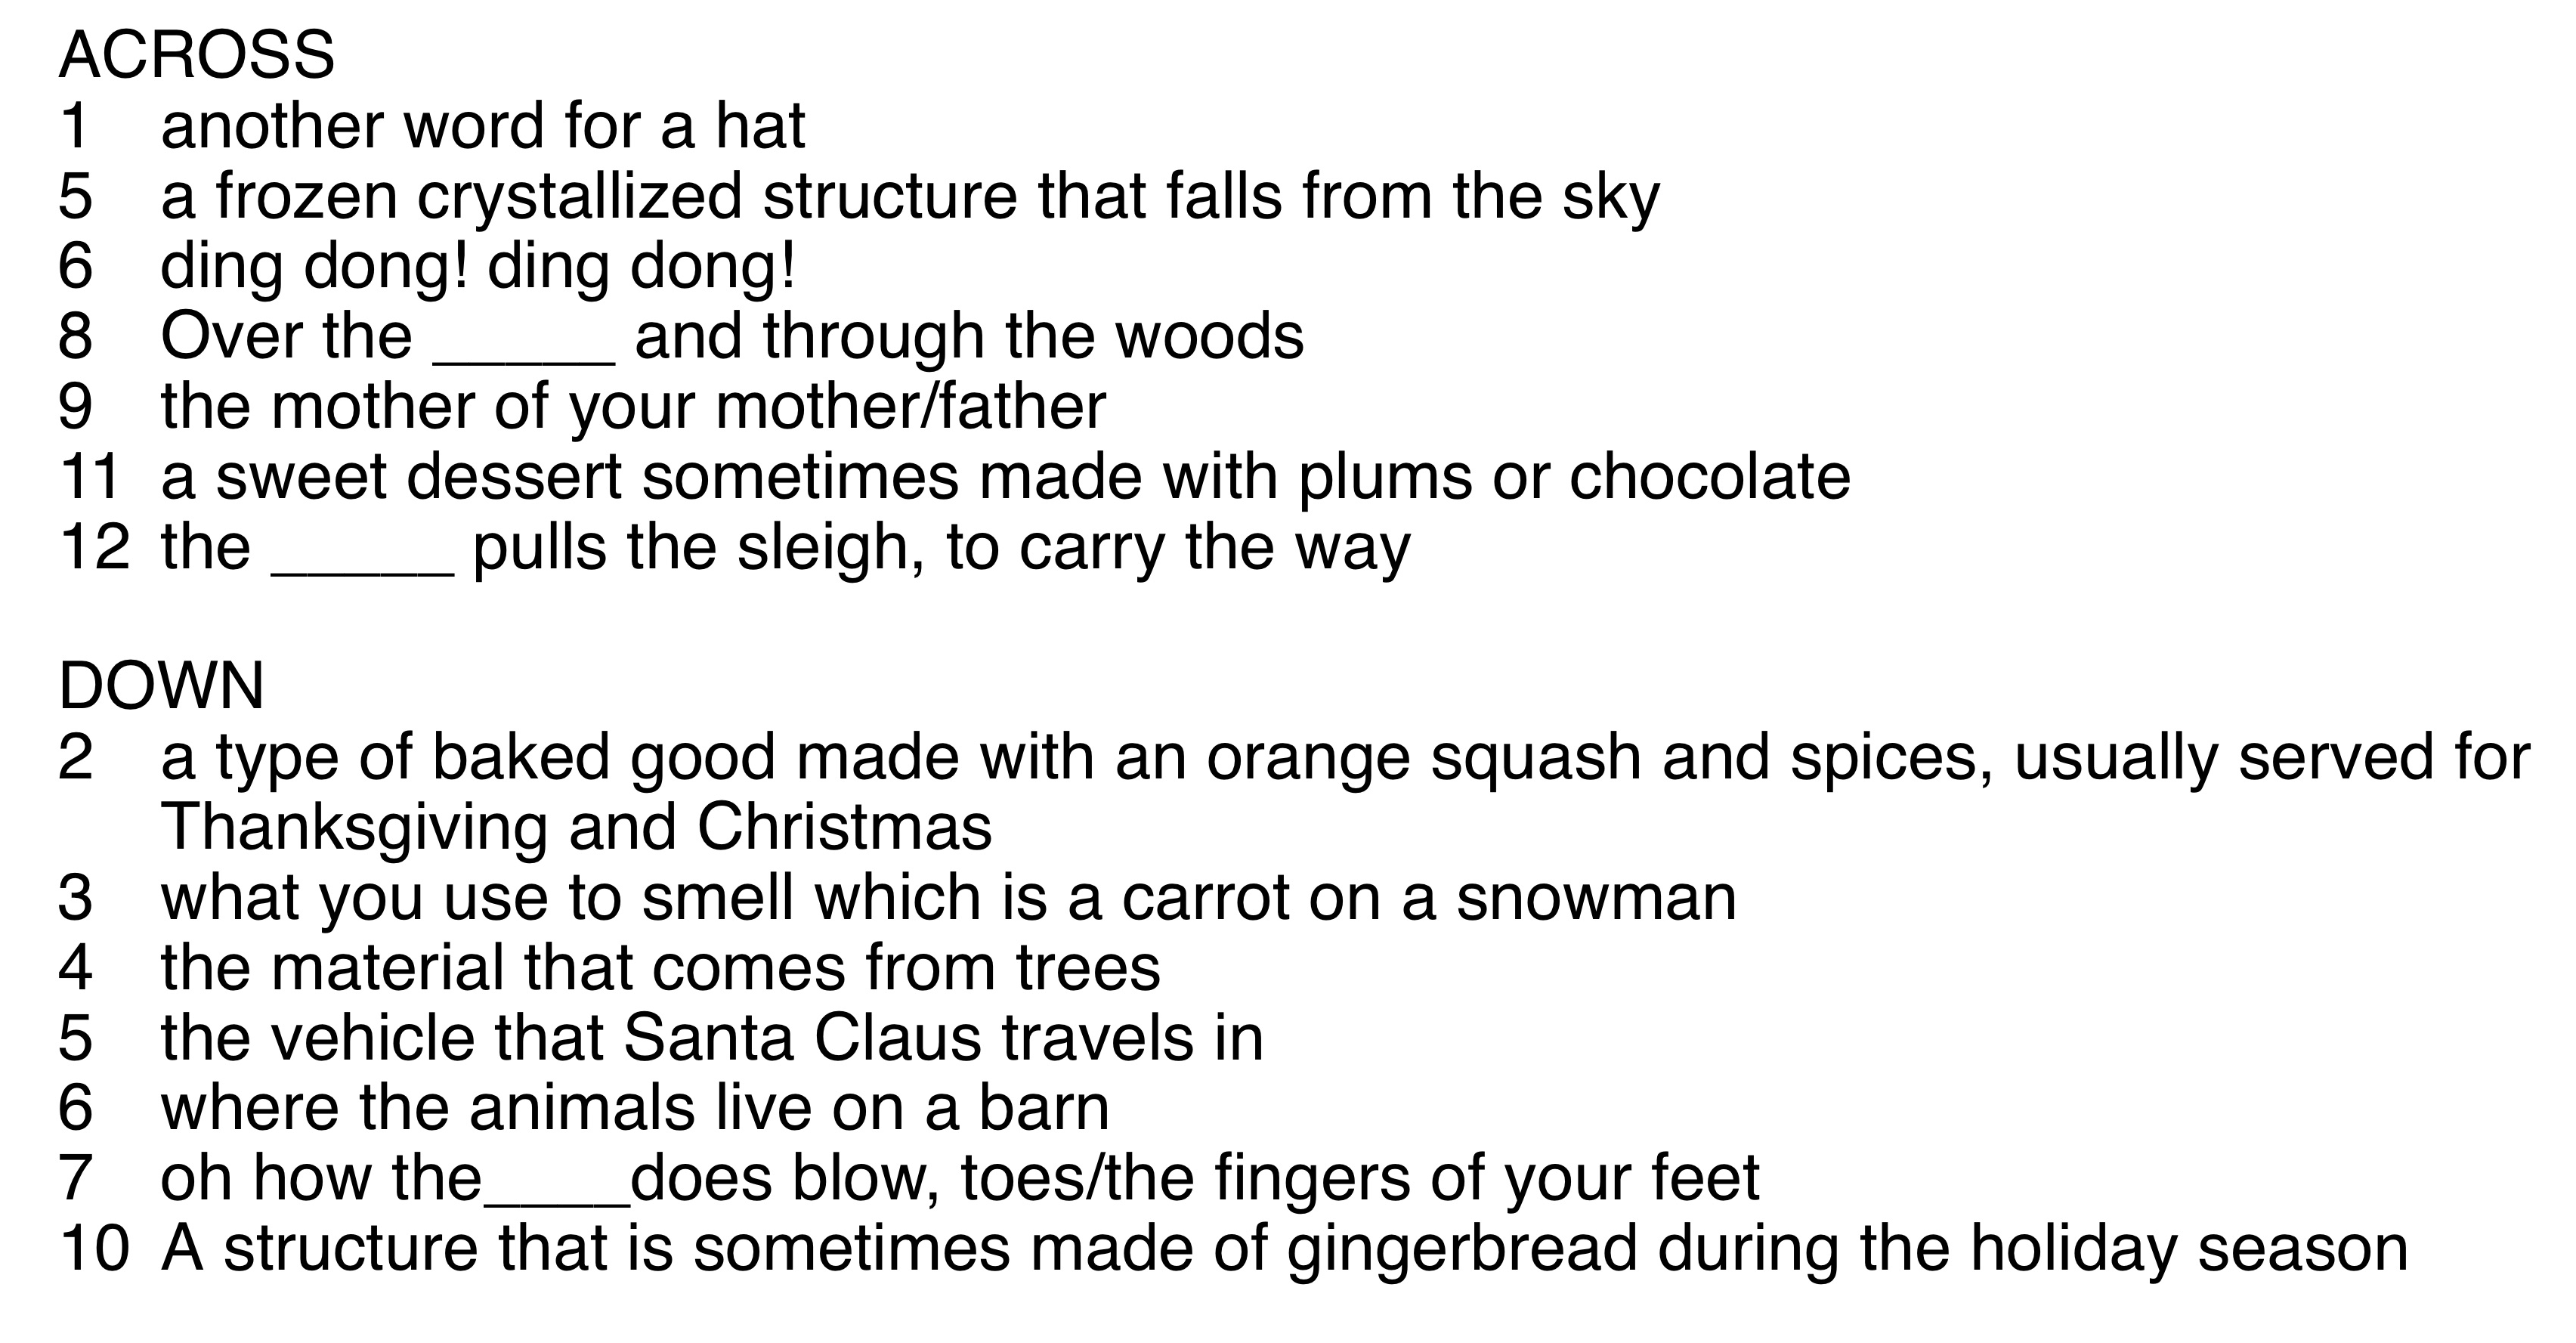 ACROSS
1 another word for a hat
5 a frozen crystallized structure that falls from the sky
6 ding dong! ding dong!
8 Over the _____ and through the woods
9 the mother of your mother/father
11 a sweet dessert sometimes made with plums or chocolate
12 the _____ pulls the sleigh, to carry the way
DOWN
2 a type of baked good made with an orange squash and spices, usually served for
Thanksgiving and Christmas
3 what you use to smell which is a carrot on a snowman
4 the material that comes from trees
5 the vehicle that Santa Claus travels in
6 where the animals live on a barn
7 oh how the____does blow, toes/the fingers of your feet
10 A structure that is sometimes made of gingerbread during the holiday season